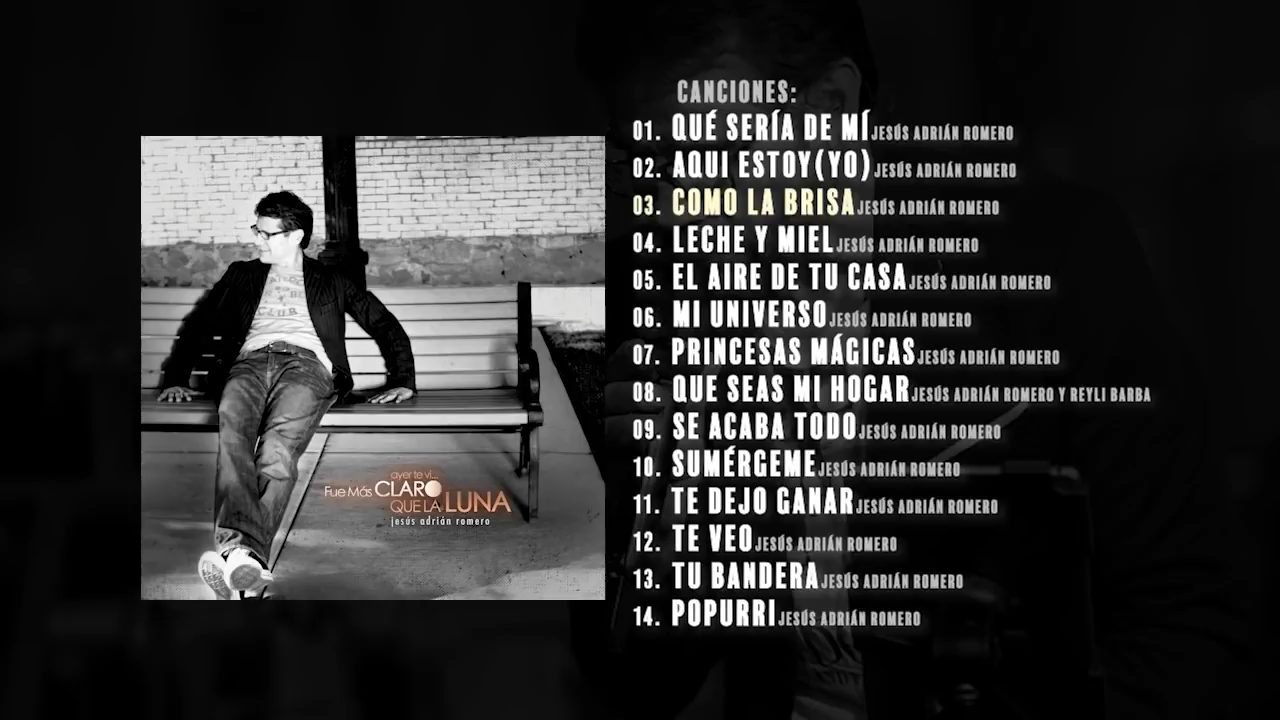 CANCIONES:
01. QUÉ SERÍA DE MÍ JESÚS ADRIÁN ROMERO
02. AQUI ESTOY(YO) JESÚS ADRIÁN ROMERO
03. COMO LA BRISA JESÚS ADRIÁN ROMERO
04. LECHE Y MIEL JESÚS ADRIÁN ROMERO
05. EL AIRE DE TU CASA JESÚS ADRIÁN ROMERO
06. MI UNIVERSO JESÚS ADRIÁN ROMERO
07. PRINCESAS MÁGICAS JESÚS ADRIÁN ROMERO
08. QUE SEAS MI HOGAR JESÚS ADRIÁN ROMERO Y REYLI BARBA
09. SE ACABA TODO JESÚS ADRIÁN ROMERO
10. SUMÉRGEME JESÚS ADRIÁN ROMERO
11. TE DEJO GANAR JESÚS ADRIÁN ROMERO
12. TE VEO JESÚS ADRIÁN ROMERO
13. TU BANDERA JESÚS ADRIÁN ROMERO
14. POPURRI JESÚS ADRIÁN ROMERO
ayer te vi...
Fue Más CLARO
QUE LA LUNA
jesús adrián romero
CLUB